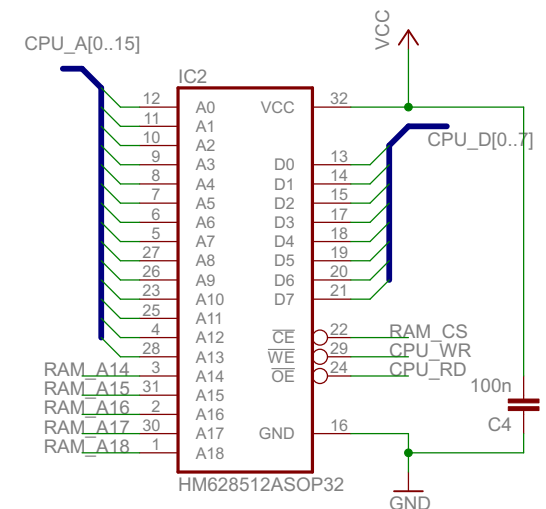 VCC
CPU_A[0..15]
IC2
12 A0 VCC 32
11 A1
CPU_D[0..7]
10 A2
9 A3 D0 13
8 A4 D1 14
7 A5 D2 15
6 A6 D3 17
5 A7 D4 18
27 A8 D5 19
26 A9 D6 20
23 A10 D7 21
25 A11
4 A12 CE 22 RAM_CS
28 A13 WE 29 CPU_WR
RAM_A14 3 A14 OE 24 CPU_RD
RAM_A15 31 A15
100n
RAM_A16 2 A16
C4
RAM_A17 30 A17 GND 16
RAM_A18 1 A18
HM628512ASOP32
GND